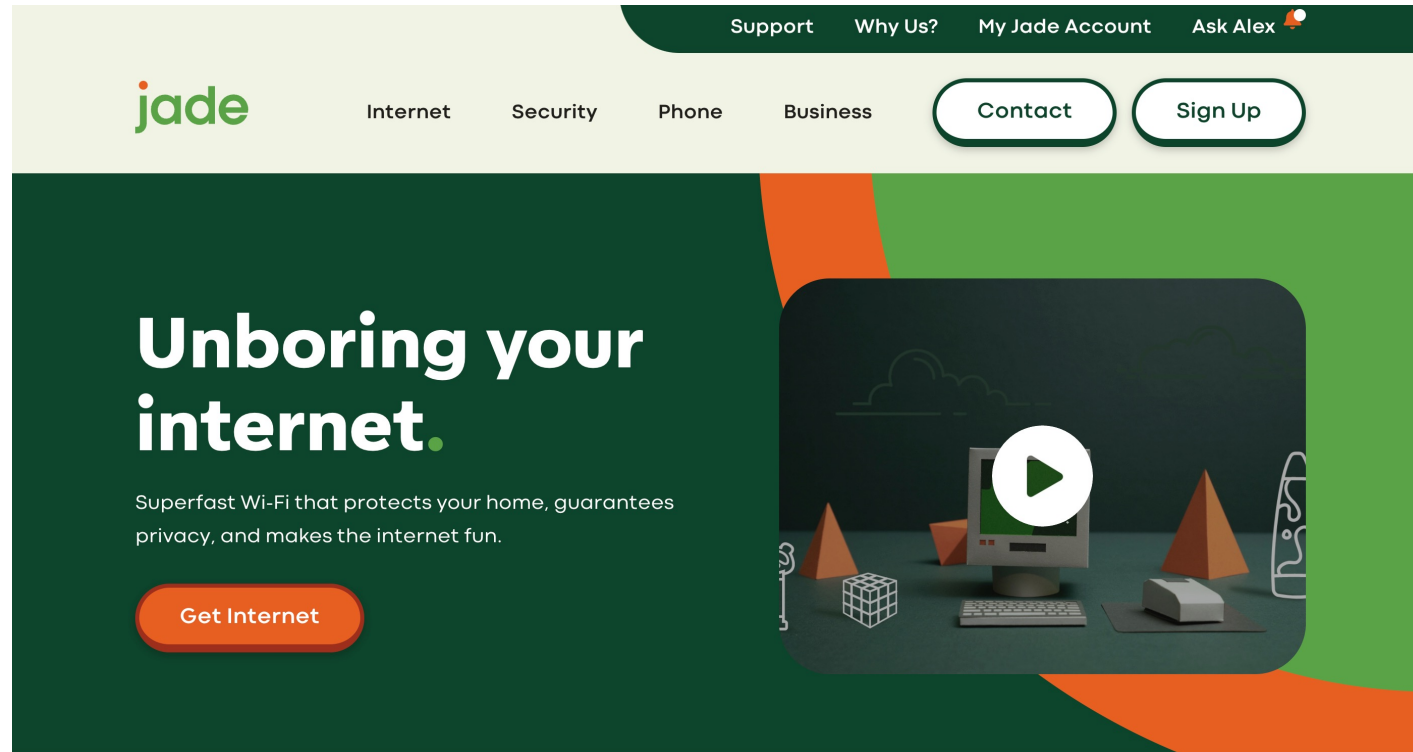 Support Why Us? My Jade Account Ask Alex
jade
Internet Security Phone Business Contact Sign Up
Unboring your
internet.
Superfast Wi-Fi that protects your home, guarantees
privacy, and makes the internet fun.
Get Internet